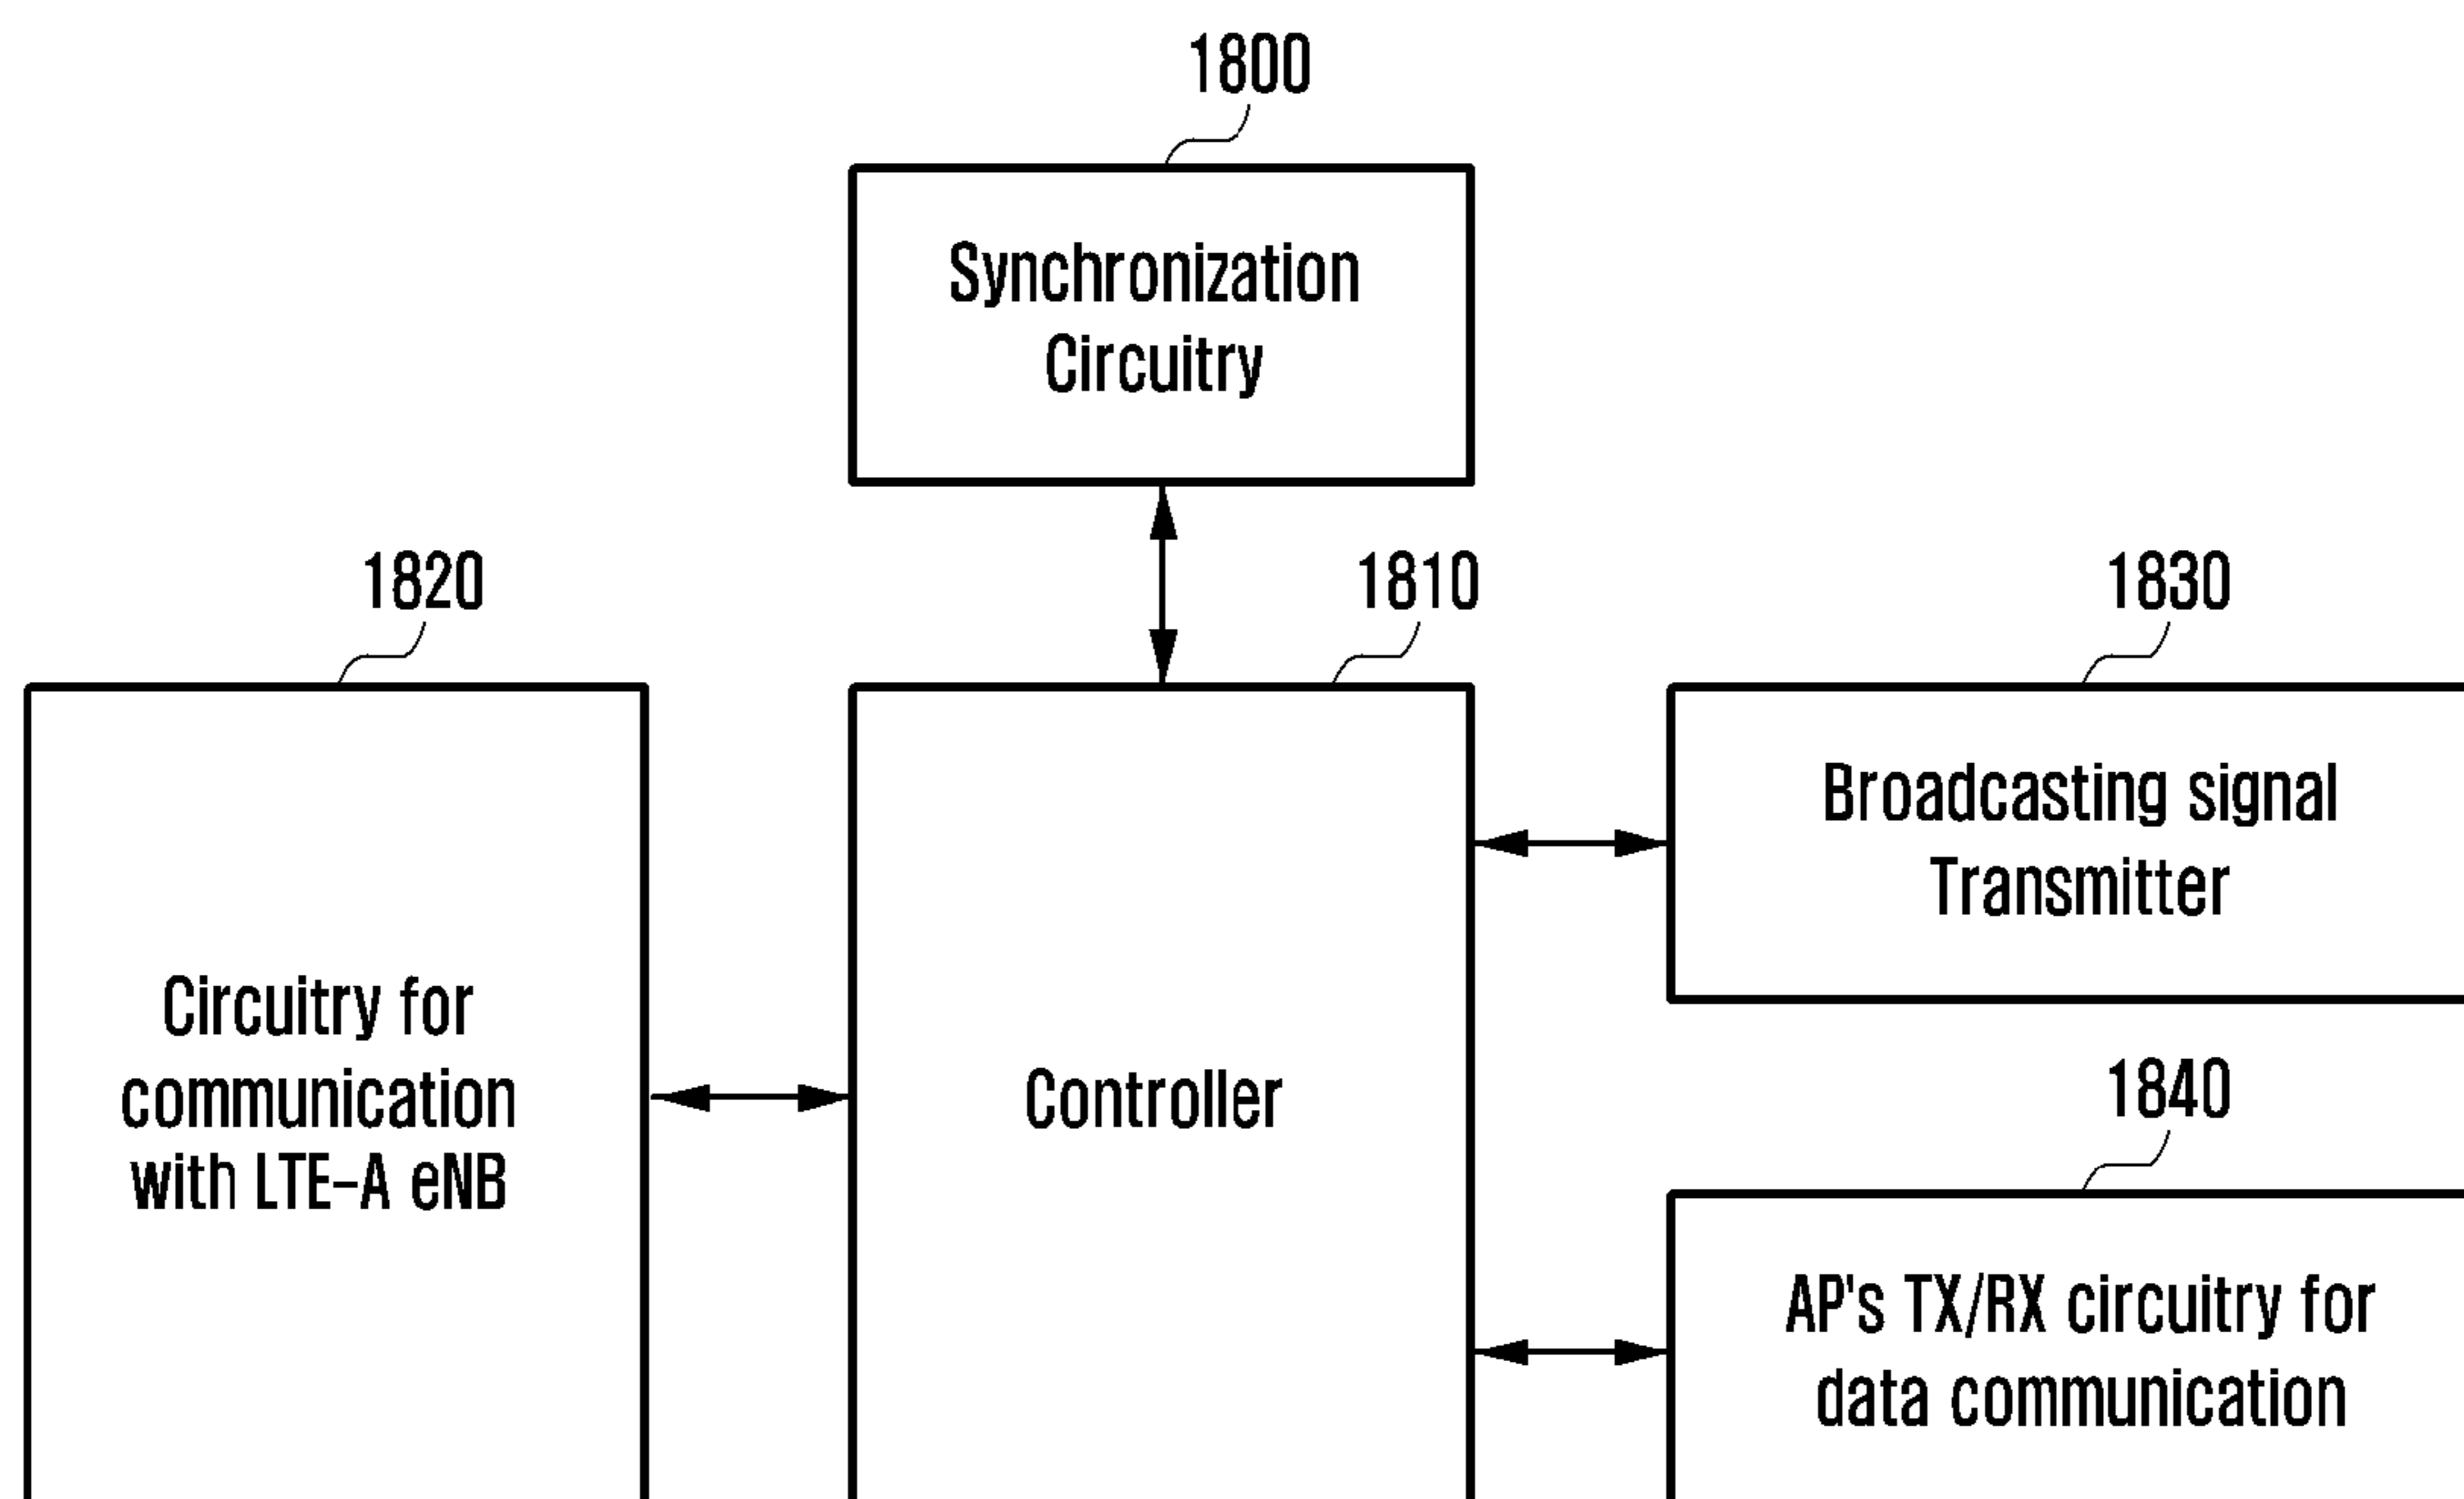 1800
Synchronization
Circuitry
1820
1810
1830
Circuitry for
communication
with LTE-A eNB
Controller
Broadcasting signal
Transmitter
1840
AP's TX/RX circuitry for
data communication